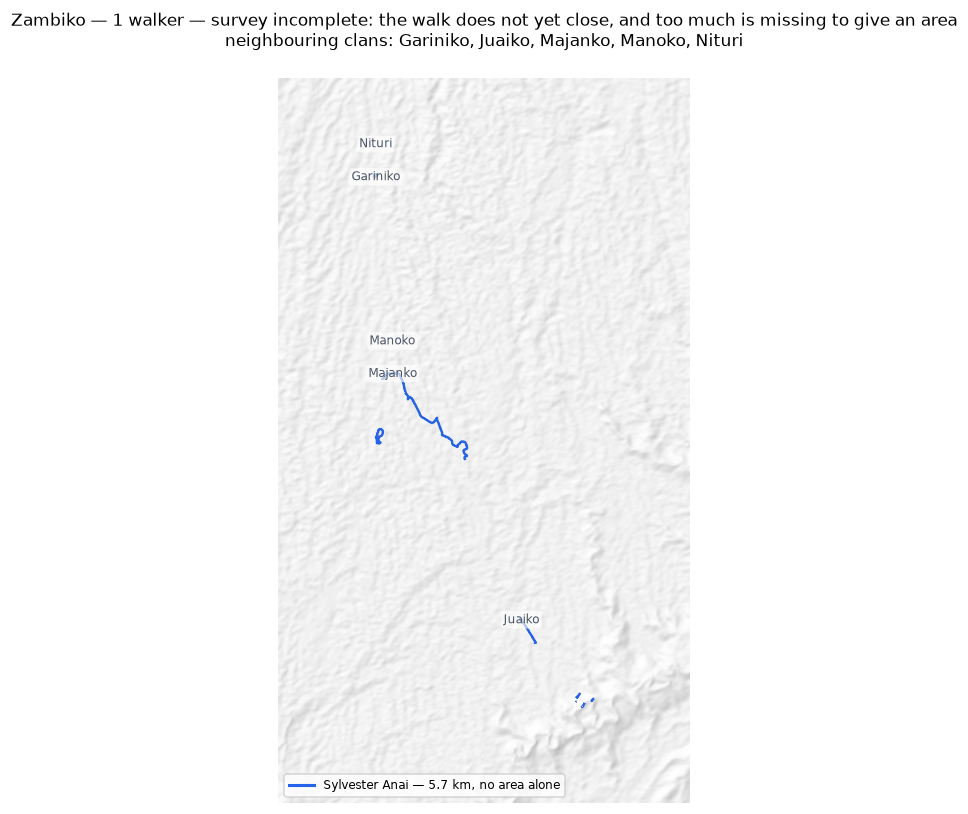 Zambiko — 1 walker — survey incomplete: the walk does not yet close, and too much is missing to give an area
neighbouring clans: Gariniko, Juaiko, Majanko, Manoko, Nituri
Nituri
Gariniko
Manoko
Majanko
Juaiko
Sylvester Anai — 5.7 km, no area alone